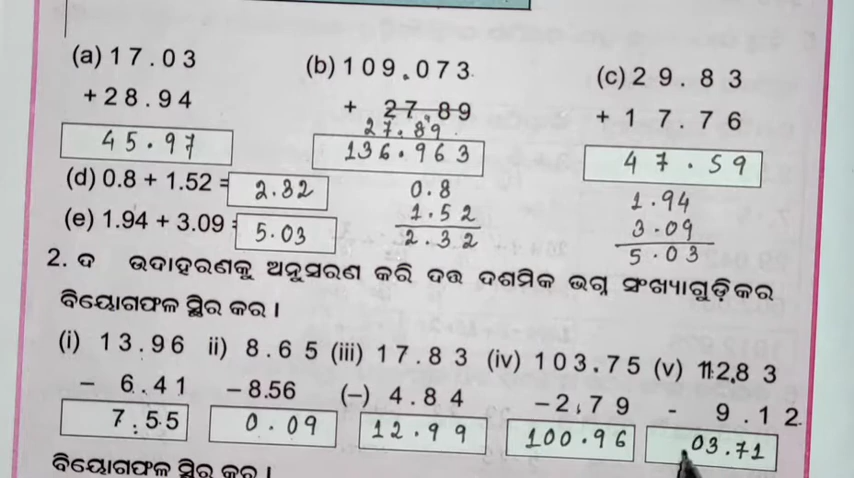 (a) 17.03 (b) 109.073 (c) 29.83
+ 28.94 + 27.89 + 17.76
27.89
45.97 136.963 47.59
(d) 0.8 + 1.52 = 2.32 0.8 1.94
1.52 3.09
(e) 1.94 + 3.09 = 5.03 2.32 5.03
2. ଦ ଉଦାହରଣକୁ ଅନୁସରଣ କରି ଦତ୍ତ ଦଶମିକ ଭଗ୍ନ ସଂଖ୍ୟାଗୁଡ଼ିକର
ବିୟୋଗଫଳ ସ୍ଥିର କର ।
(i) 13.96 ii) 8.65 (iii) 17.83 (iv) 103.75 (v) 112.83
- 6.41 - 8.56 (-) 4.84 - 2.79 - 9.12
7.55 0.09 12.99 100.96 03.71
ବିୟୋଗଫଳ ସ୍ଥିର କର ।